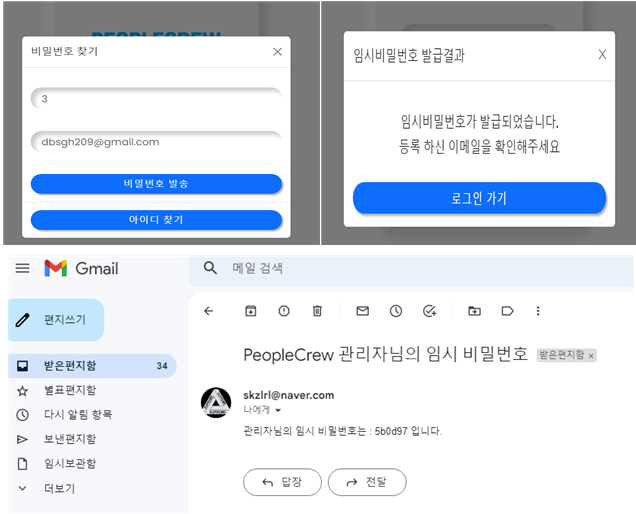 PEOPLECREW
비밀번호 찾기
3
dbsgh209@gmail.com
비밀번호 발송
아이디 찾기
임시비밀번호 발급결과
X
임시비밀번호가 발급되었습니다.
등록 하신 이메일을 확인해주세요
로그인 가기
Gmail
메일 검색
편지쓰기
받은편지함 34
별표편지함
다시 알림 항목
보낸편지함
임시보관함
더보기
PeopleCrew 관리자님의 임시 비밀번호 받은편지함 x
skzlrl@naver.com
나에게
관리자님의 임시 비밀번호는 : 5b0d97 입니다.
답장
전달